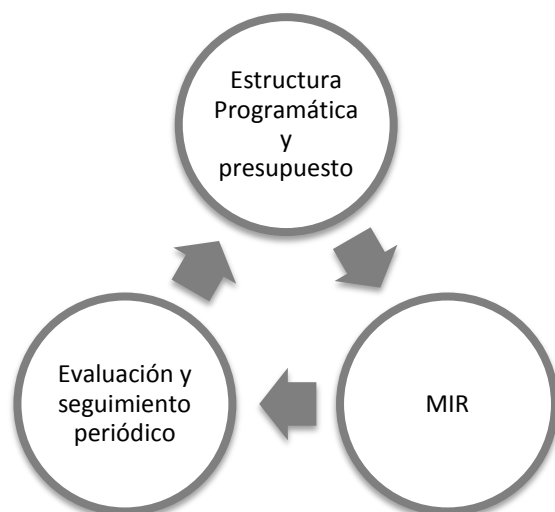 Estructura
Programática
y
presupuesto
Evaluación y
seguimiento
periódico
MIR